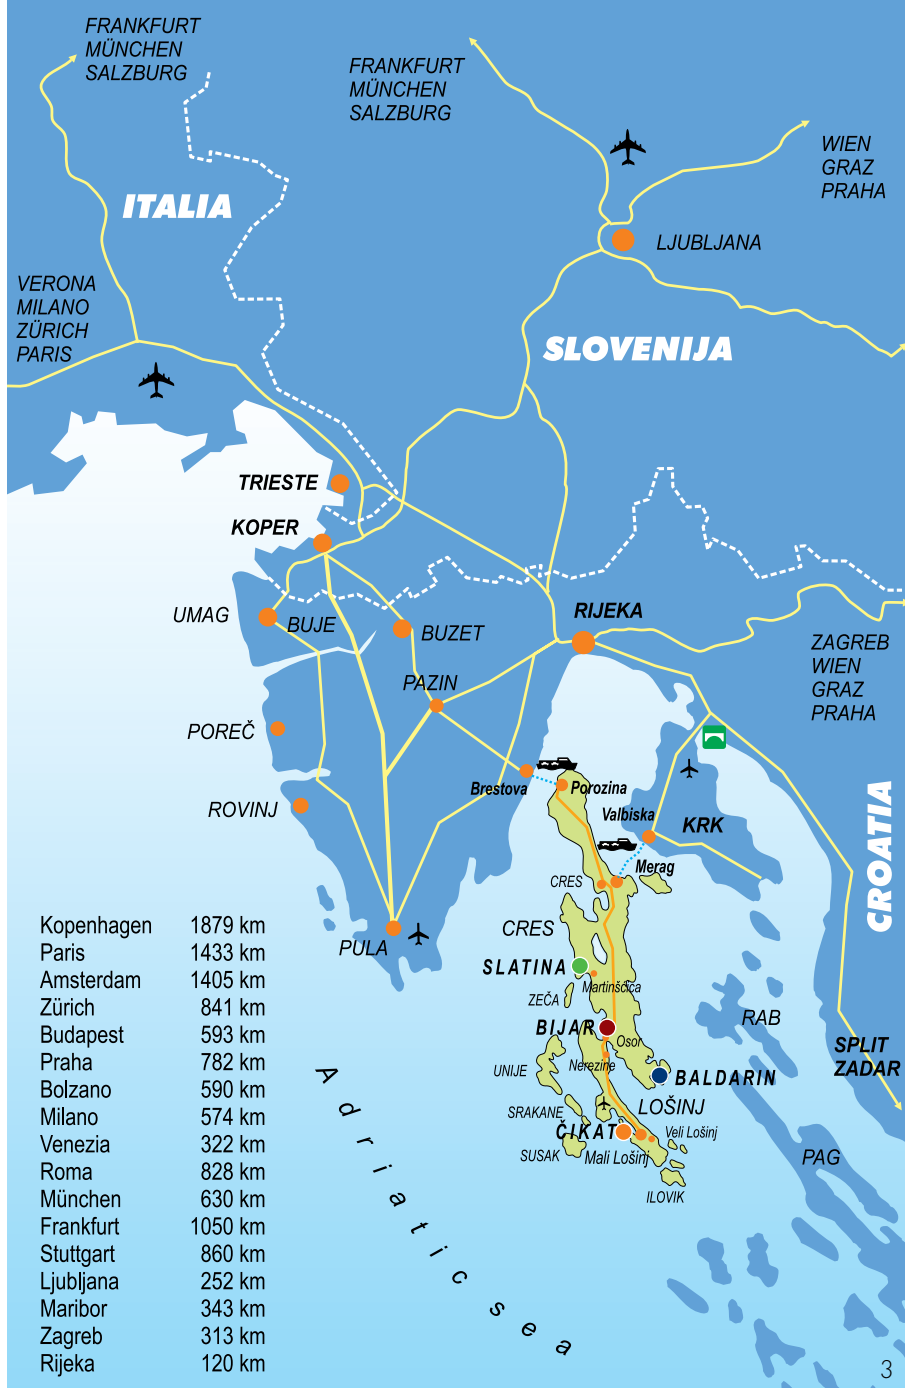 FRANKFURT
MÜNCHEN
SALZBURG
FRANKFURT
MÜNCHEN
SALZBURG
WIEN
GRAZ
PRAHA
ITALIA
LJUBLJANA
VERONA
MILANO
ZÜRICH
PARIS
SLOVENIJA
TRIESTE
KOPER
UMAG
BUJE
BUZET
RIJEKA
ZAGREB
WIEN
GRAZ
PRAHA
PAZIN
POREČ
ROVINJ
Brestova
Porozina
Valbiska
KRK
Merag
CROATIA
CRES
CRES
PULA
SLATINA
Martinšćica
ZEČA
BIJAR
Osor
RAB
SPLIT
ZADAR
UNIJE
Nerezine
BALDARIN
SRAKANE
LOŠINJ
ČIKAT
Veli Lošinj
SUSAK
Mali Lošinj
PAG
ILOVIK
Adriatic sea
Kopenhagen 1879 km
Paris 1433 km
Amsterdam 1405 km
Zürich 841 km
Budapest 593 km
Praha 782 km
Bolzano 590 km
Milano 574 km
Venezia 322 km
Roma 828 km
München 630 km
Frankfurt 1050 km
Stuttgart 860 km
Ljubljana 252 km
Maribor 343 km
Zagreb 313 km
Rijeka 120 km
3